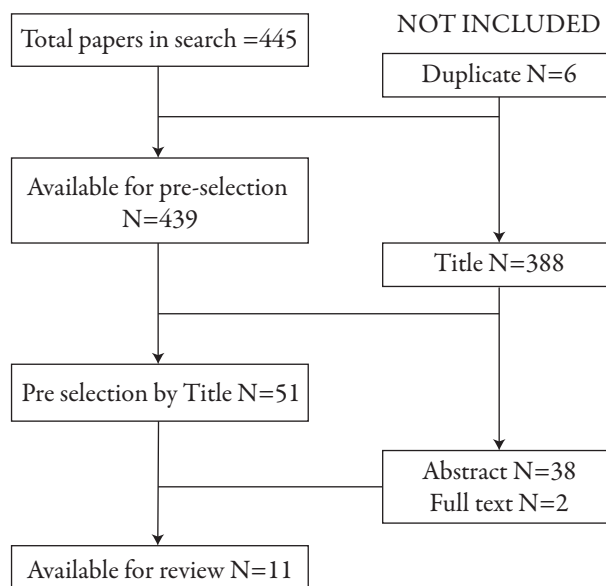 Total papers in search =445
NOT INCLUDED
Duplicate N=6
Available for pre-selection
N=439
Title N=388
Pre selection by Title N=51
Abstract N=38
Full text N=2
Available for review N=11